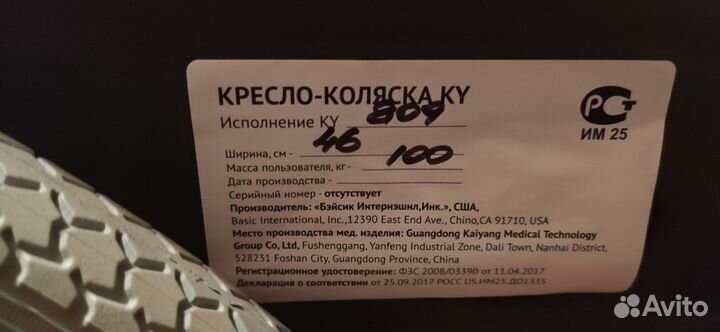 КРЕСЛО-КОЛЯСКА KY
Исполнение KY 809
Ширина, см - 46
Масса пользователя, кг- 100
Дата производства -
Серийный номер - отсутствует
Производитель: «Бэйсик Интернэшнл,Инк.», США,
Basic International, Inc.,12390 East End Ave., Chino,CA 91710, USA
Место производства мед. изделия: Guangdong Kaiyang Medical Technology
Group Co, Ltd, Fushenggang, Yanfeng Industrial Zone, Dali Town, Nanhai District,
528231 Foshan City, Guangdong Province, China
Регистрационное удостоверение: ФЗС 2008/03390 от 11.04.2017
Декларация о соответствии от 25.09.2017 РОСС US.ИМ25.ДО1335
РСТ
ИМ 25
Avito